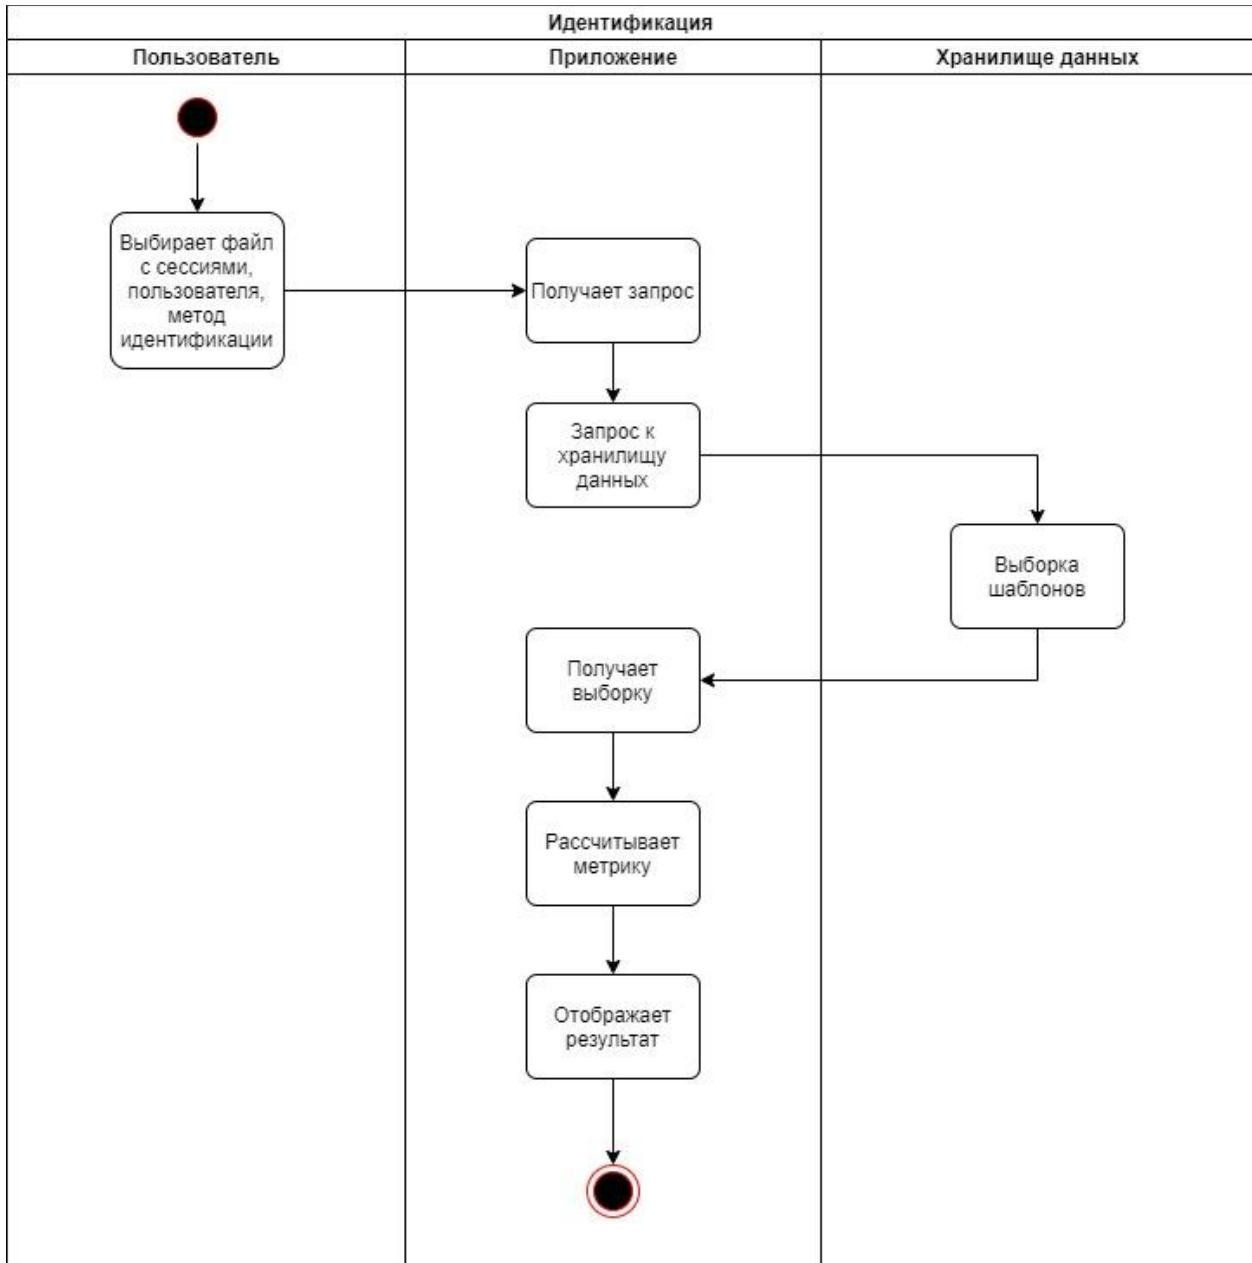 Идентификация
Пользователь
Приложение
Хранилище данных
Выбирает файл
с сессиями,
пользователя,
метод
идентификации
Получает запрос
Запрос к
хранилищу
данных
Выборка
шаблонов
Получает
выборку
Рассчитывает
метрику
Отображает
результат